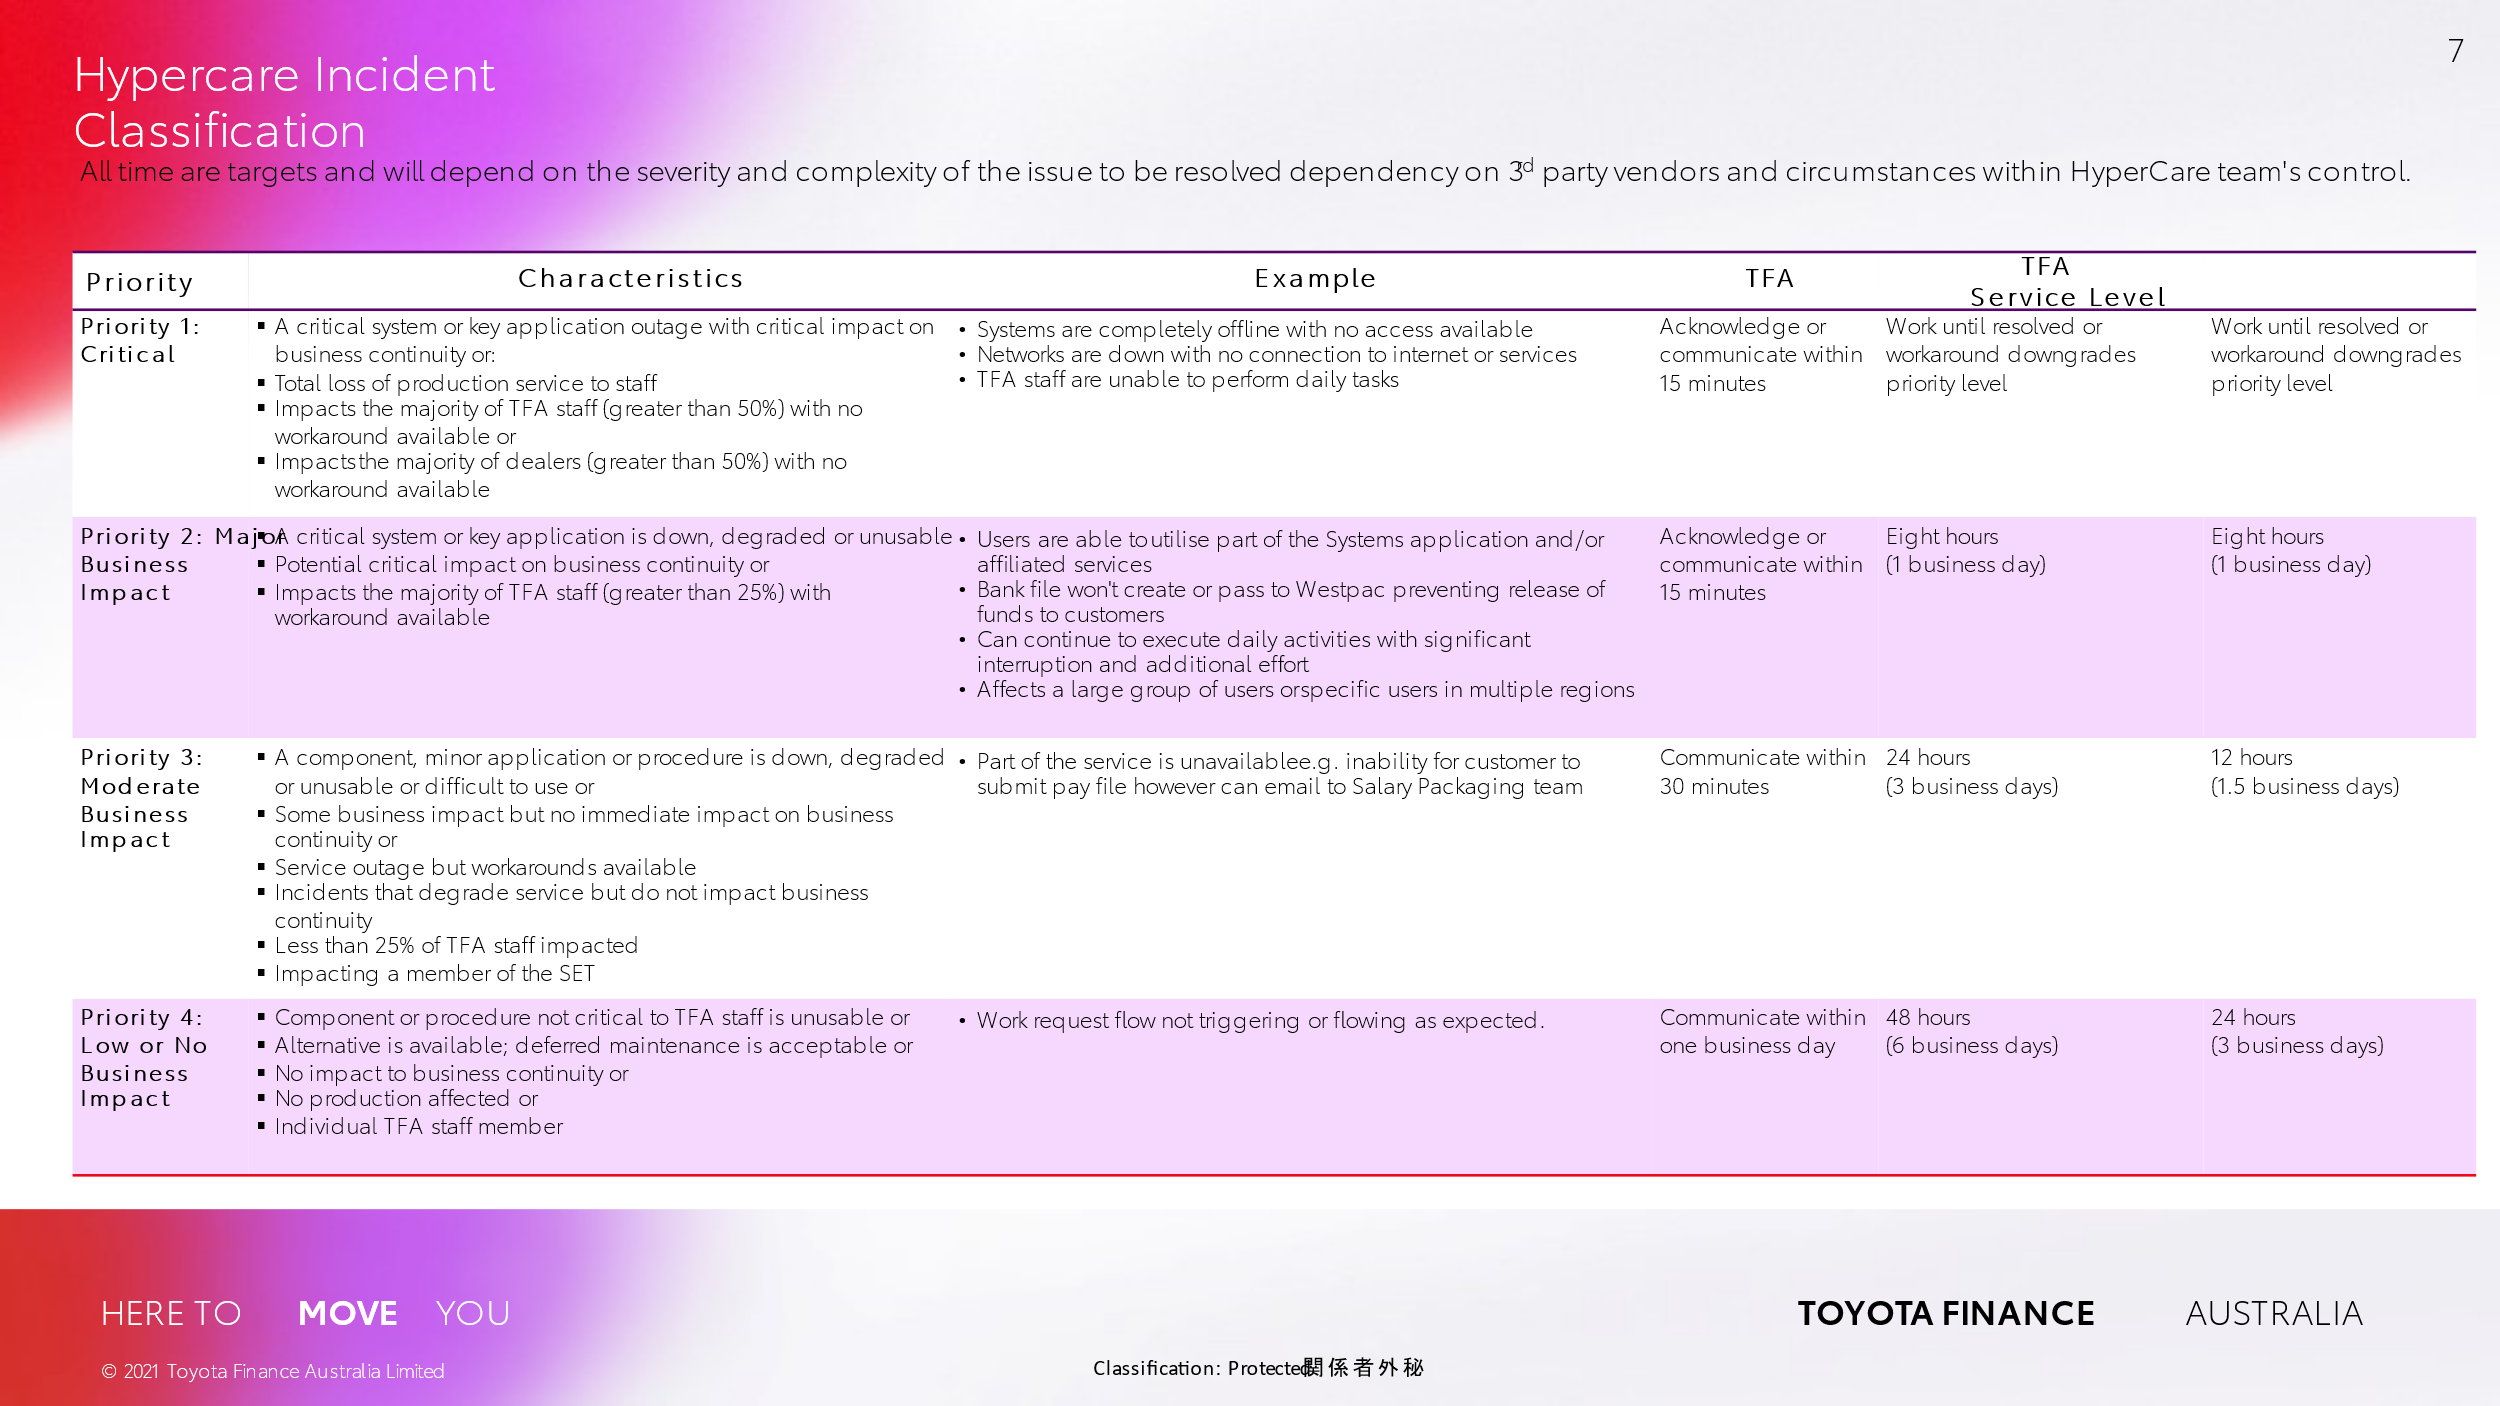 7
Hypercare Incident
Classification
All time are targets and will depend on the severity and complexity of the issue to be resolved dependency on 3rd party vendors and circumstances within HyperCare team's control.
Priority
Characteristics
Example
TFA
TFA
Service Level
Priority 1:
Critical
▪ A critical system or key application outage with critical impact on
business continuity or:
▪ Total loss of production service to staff
▪ Impacts the majority of TFA staff (greater than 50%) with no
workaround available or
▪ Impactsthe majority of dealers (greater than 50%) with no
workaround available
• Systems are completely offline with no access available
• Networks are down with no connection to internet or services
• TFA staff are unable to perform daily tasks
Acknowledge or
communicate within
15 minutes
Work until resolved or
workaround downgrades
priority level
Work until resolved or
workaround downgrades
priority level
Priority 2: Major
Business
Impact
▪ A critical system or key application is down, degraded or unusable
▪ Potential critical impact on business continuity or
▪ Impacts the majority of TFA staff (greater than 25%) with
workaround available
• Users are able to utilise part of the Systems application and/or
affiliated services
• Bank file won't create or pass to Westpac preventing release of
funds to customers
• Can continue to execute daily activities with significant
interruption and additional effort
• Affects a large group of users orspecific users in multiple regions
Acknowledge or
communicate within
15 minutes
Eight hours
(1 business day)
Eight hours
(1 business day)
Priority 3:
Moderate
Business
Impact
▪ A component, minor application or procedure is down, degraded
or unusable or difficult to use or
▪ Some business impact but no immediate impact on business
continuity or
▪ Service outage but workarounds available
▪ Incidents that degrade service but do not impact business
continuity
▪ Less than 25% of TFA staff impacted
▪ Impacting a member of the SET
• Part of the service is unavailablee.g. inability for customer to
submit pay file however can email to Salary Packaging team
Communicate within
30 minutes
24 hours
(3 business days)
12 hours
(1.5 business days)
Priority 4:
Low or No
Business
Impact
▪ Component or procedure not critical to TFA staff is unusable or
▪ Alternative is available; deferred maintenance is acceptable or
▪ No impact to business continuity or
▪ No production affected or
▪ Individual TFA staff member
• Work request flow not triggering or flowing as expected.
Communicate within
one business day
48 hours
(6 business days)
24 hours
(3 business days)
HERE TO MOVE YOU
TOYOTA FINANCE AUSTRALIA
© 2021 Toyota Finance Australia Limited
Classification: Protected 関係者外秘